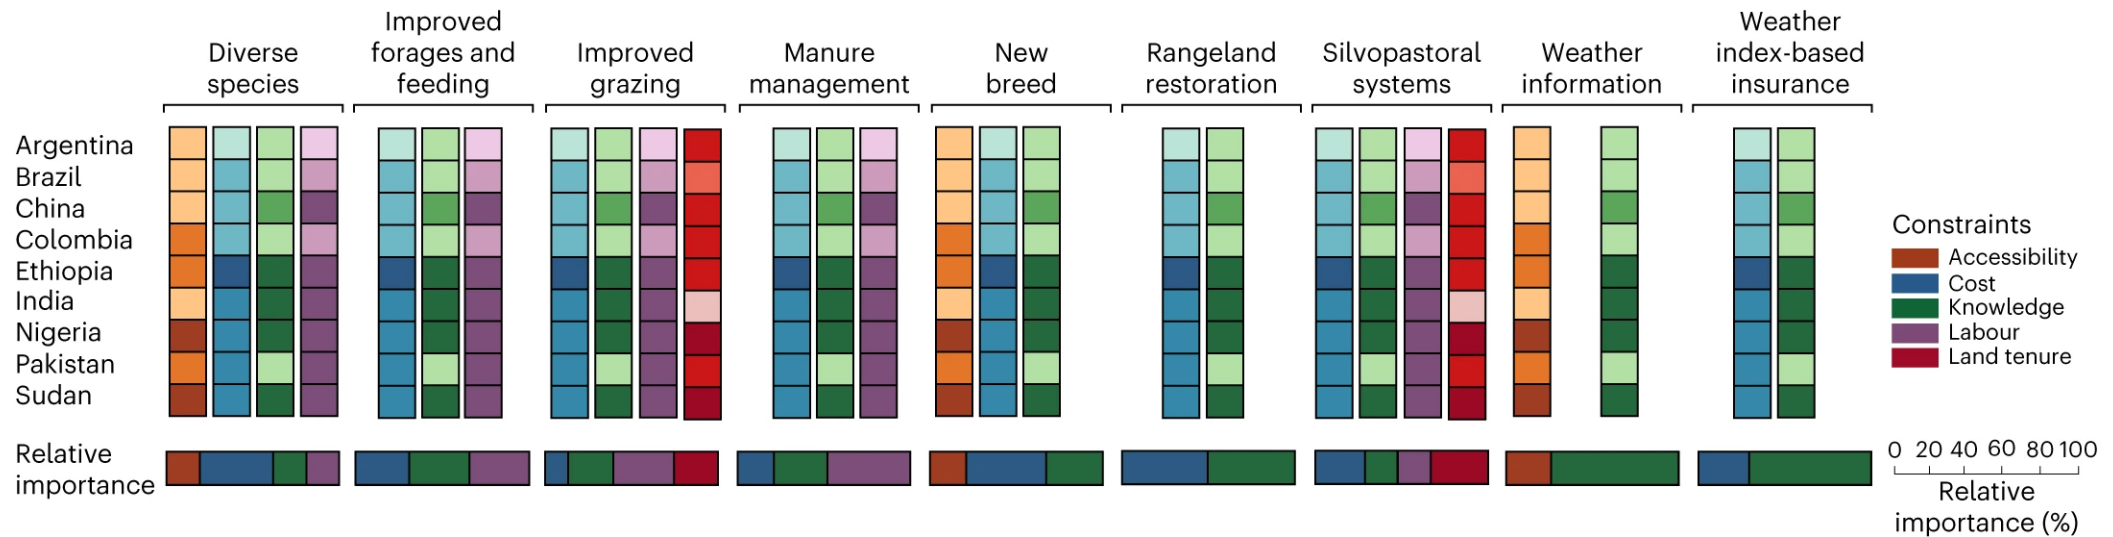 Diverse
species
Improved
forages and
feeding
Improved
grazing
Manure
management
New
breed
Rangeland
restoration
Silvopastoral
systems
Weather
information
Weather
index-based
insurance
Argentina
Brazil
China
Colombia
Ethiopia
India
Nigeria
Pakistan
Sudan
Relative
importance
Constraints
Accessibility
Cost
Knowledge
Labour
Land tenure
0 20 40 60 80 100
Relative
importance (%)